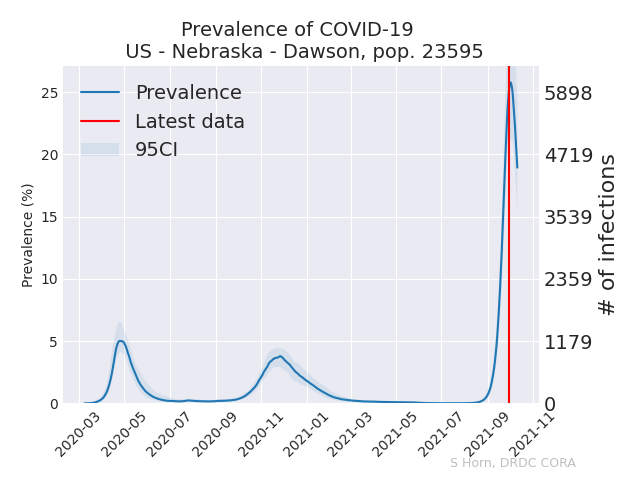 Prevalence of COVID-19
US - Nebraska - Dawson, pop. 23595
Prevalence
Latest data
95CI
Prevalence (%)
25
20
15
10
5
0
5898
4719
3539
2359
1179
0
# of infections
2020-03
2020-05
2020-07
2020-09
2020-11
2021-01
2021-03
2021-05
2021-07
2021-09
2021-11
S Horn, DRDC CORA